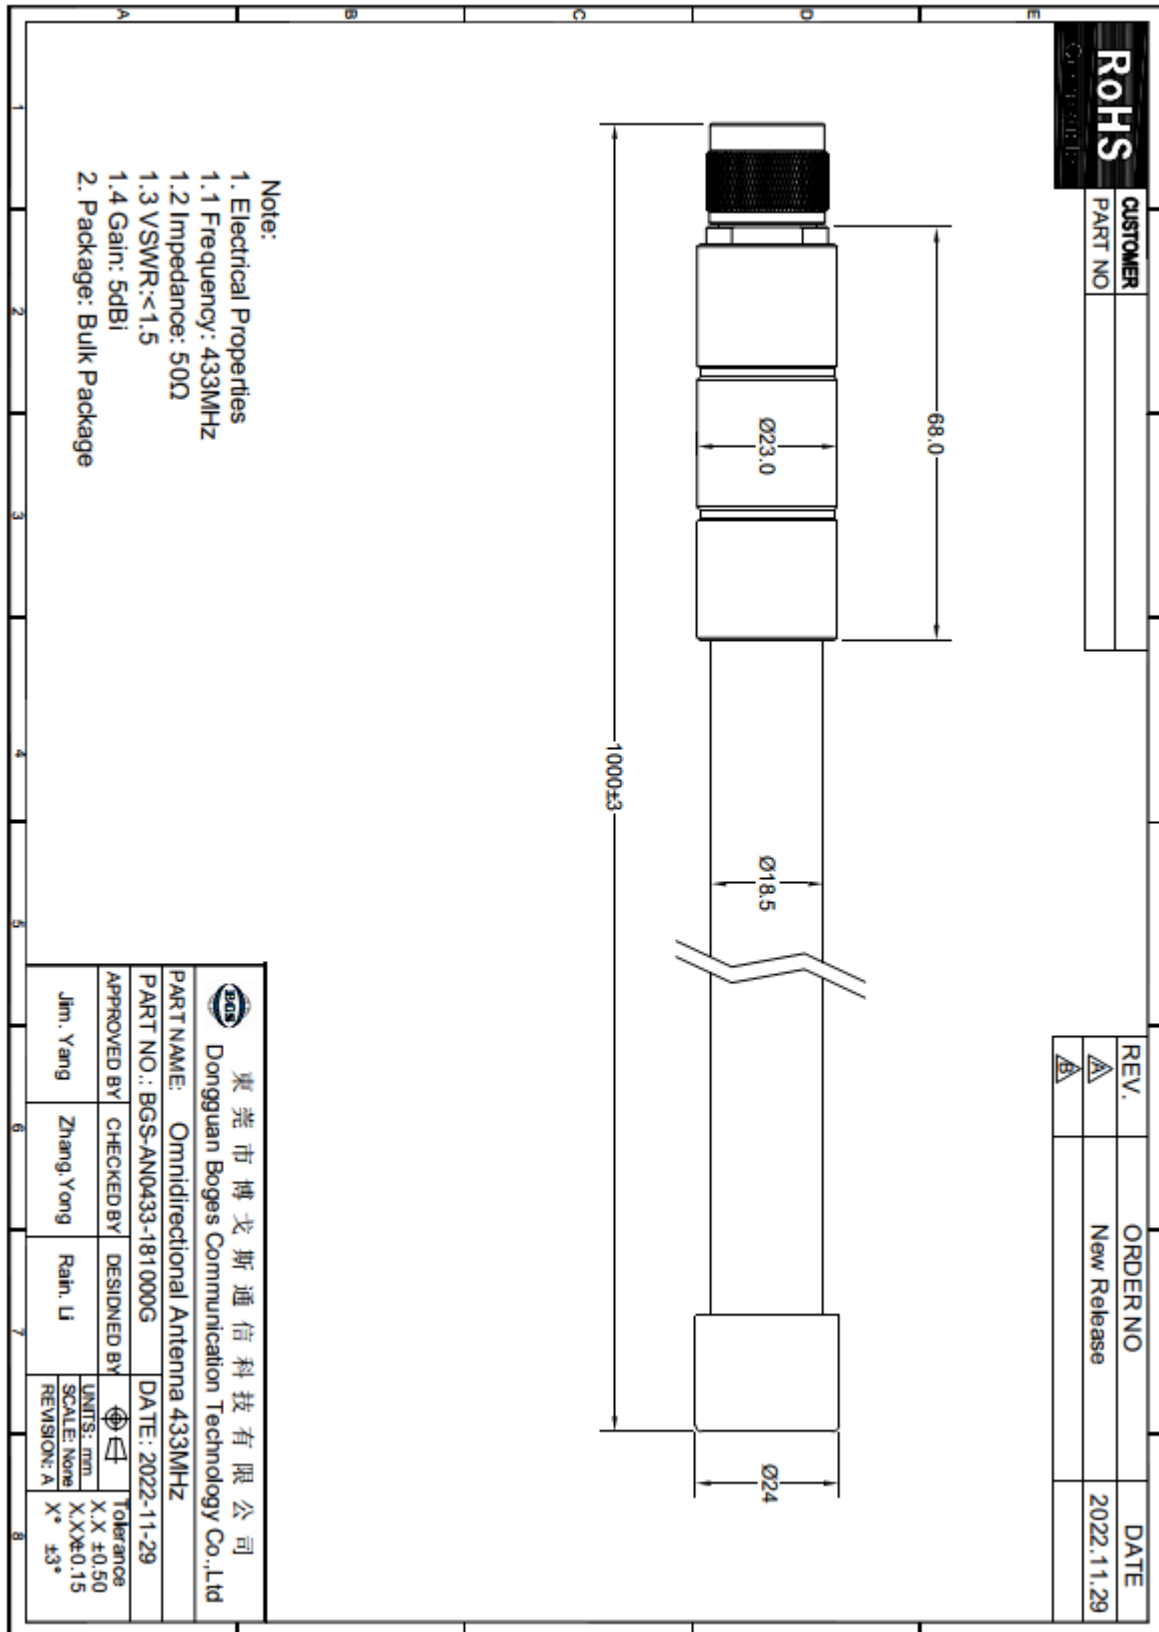 RoHS
CUSTOMER
PART NO
REV.
ORDER NO
DATE
A
New Release
2022.11.29
B
68.0
Ø23.0
Ø18.5
Ø24
1000±3
Note:
1. Electrical Properties
1.1 Frequency: 433MHz
1.2 Impedance: 50Ω
1.3 VSWR:<1.5
1.4 Gain: 5dBi
2. Package: Bulk Package
BGS
東莞市博戈斯通信科技有限公司
Dongguan Boges Communication Technology Co.,Ltd
PART NAME: Omnidirectional Antenna 433MHz
PART NO.: BGS-AN0433-181000G
DATE: 2022-11-29
APPROVED BY
CHECKED BY
DESIDNED BY
Jim. Yang
Zhang.Yong
Rain. Li
UNITS: mm
SCALE: None
REVISION: A
Tolerance
X.X ±0.50
X.XX±0.15
X° ±3°
A
B
C
D
E
1
2
3
4
5
6
7
8